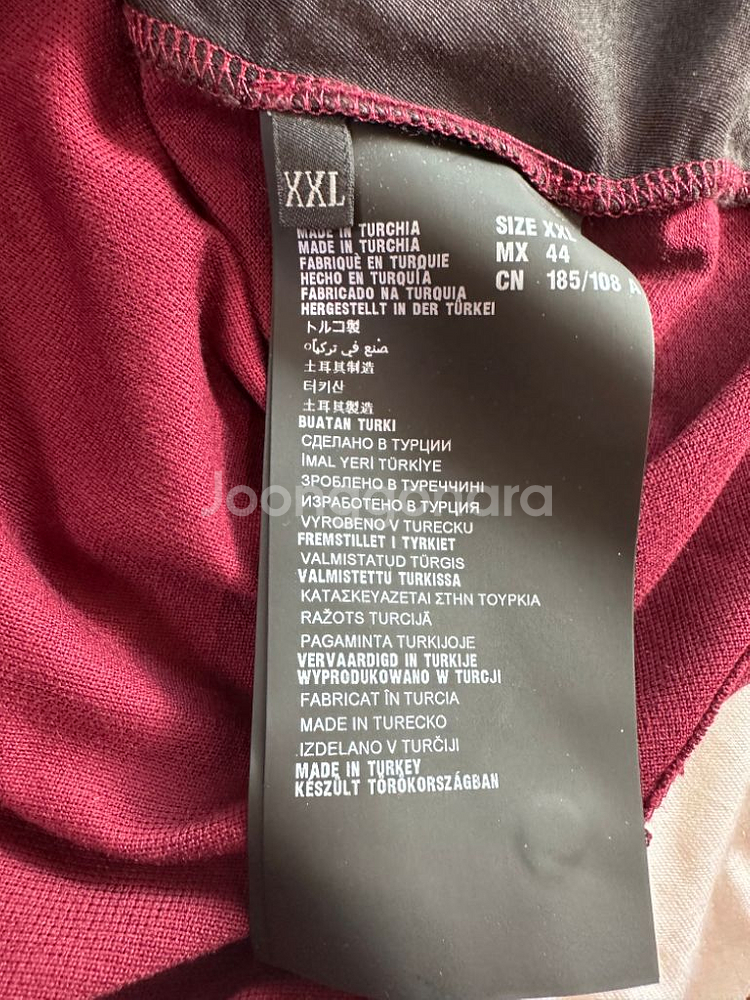 XXL
MADE IN TURCHIA
MADE IN TURCHIA
FABRIQUÈ EN TURQUIE
HECHO EN TURQUÍA
FABRICADO NA TURQUIA
HERGESTELLT IN DER TÜRKEI
トルコ製
صنع في تركيا
土耳其制造
터키산
土耳其製造
BUATAN TURKI
СДЕЛАНО В ТУРЦИИ
İMAL YERİ TÜRKİYE
ЗРОБЛЕНО В ТУРЕЧЧИНІ
ИЗРАБОТЕНО В ТУРЦИЯ
VYROBENO V TURECKU
FREMSTILLET I TYRKIET
VALMISTATUD TÜRGIS
VALMISTETTU TURKISSA
ΚΑΤΑΣΚΕΥΑΖΕΤΑΙ ΣΤΗΝ ΤΟΥΡΚΙΑ
RAŽOTS TURCIJĀ
PAGAMINTA TURKIJOJE
VERVAARDIGD IN TURKIJE
WYPRODUKOWANO W TURCJI
FABRICAT ÎN TURCIA
MADE IN TURECKO
IZDELANO V TURČIJI
MADE IN TURKEY
KÉSZÜLT TÖRÖKORSZÁGBAN
SIZE XXL
MX 44
CN 185/108 A
Joonggonara